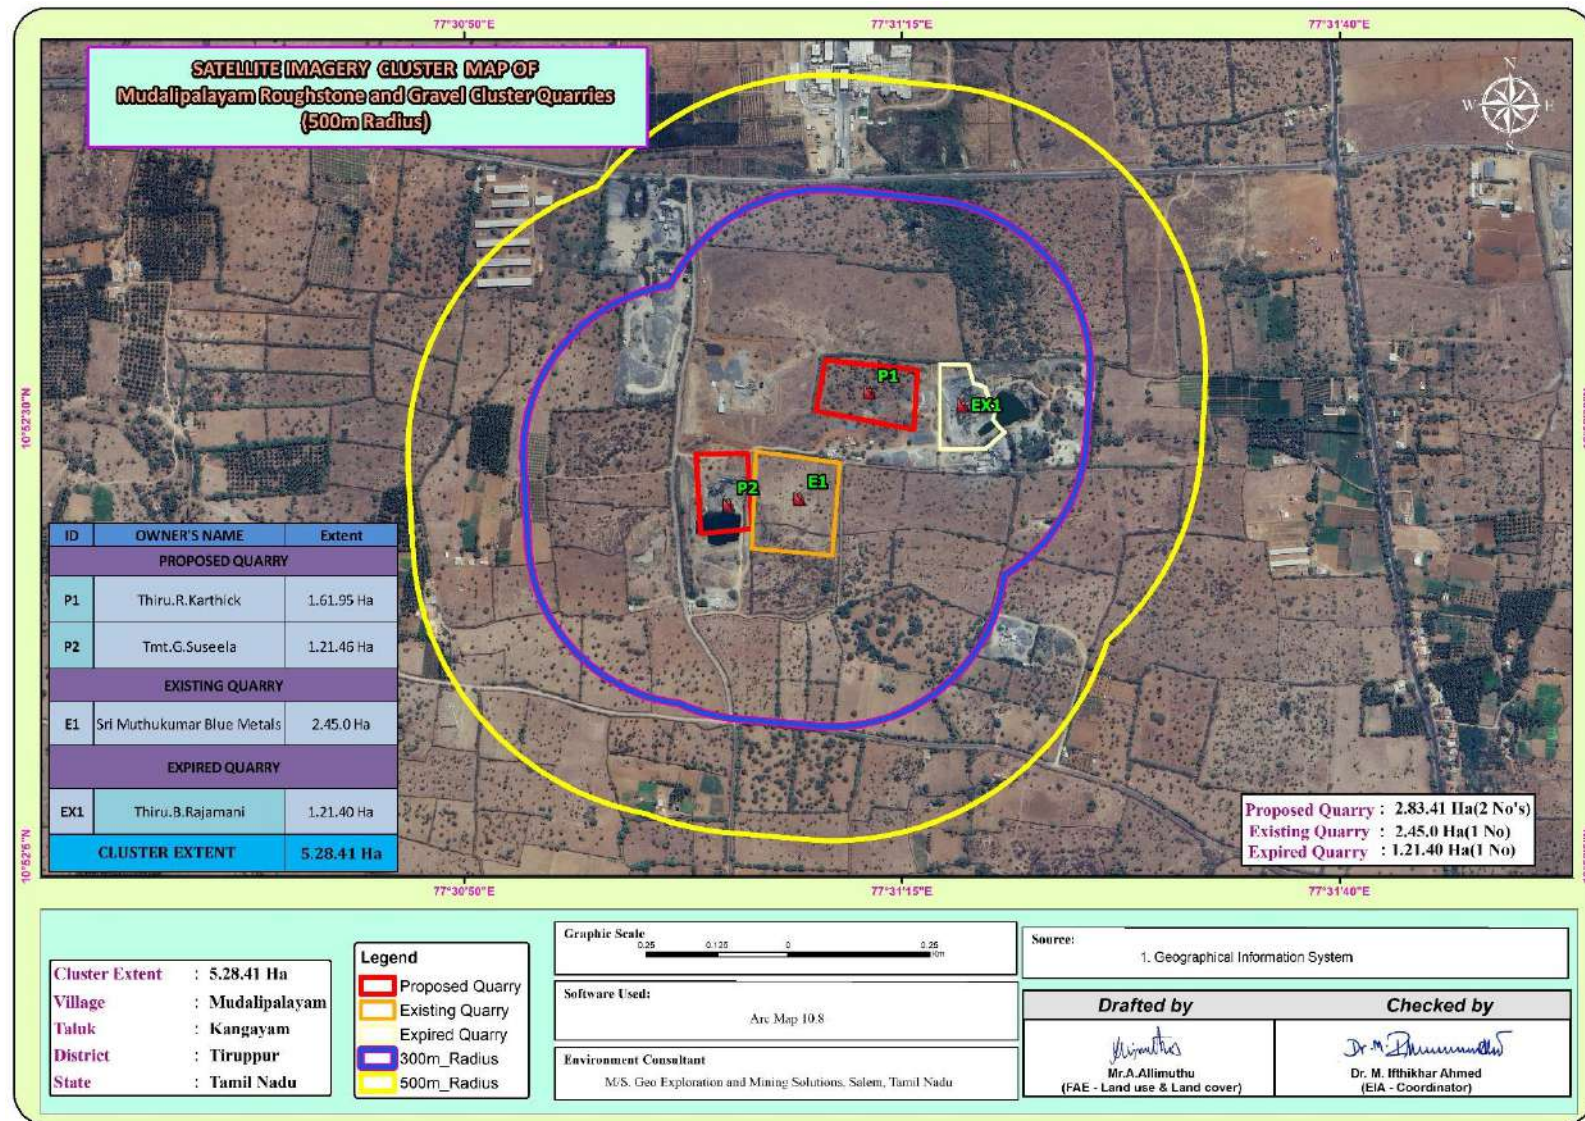 77°30'50"E 77°31'15"E 77°31'40"E
SATELLITE IMAGERY CLUSTER MAP OF
Mudalipalayam Roughstone and Gravel Cluster Quarries
(500m Radius)
N
W E
S
10°52'30"N
P1
EX1
P2
E1
ID OWNER'S NAME Extent
PROPOSED QUARRY
P1 Thiru.R.Karthick 1.61.95 Ha
P2 Tmt.G.Suseela 1.21.46 Ha
EXISTING QUARRY
E1 Sri Muthukumar Blue Metals 2.45.0 Ha
EXPIRED QUARRY
EX1 Thiru.B.Rajamani 1.21.40 Ha
CLUSTER EXTENT 5.28.41 Ha
Proposed Quarry : 2.83.41 Ha(2 No's)
Existing Quarry : 2.45.0 Ha(1 No)
Expired Quarry : 1.21.40 Ha(1 No)
10°52'5"N
77°30'50"E 77°31'15"E 77°31'40"E
Cluster Extent : 5.28.41 Ha
Village : Mudalipalayam
Taluk : Kangayam
District : Tiruppur
State : Tamil Nadu
Legend
Proposed Quarry
Existing Quarry
Expired Quarry
300m_Radius
500m_Radius
Graphic Scale
0.25 0.125 0 0.25
Km
Software Used:
Arc Map 10.8
Environment Consultant
M/S. Geo Exploration and Mining Solutions, Salem, Tamil Nadu
Source:
1. Geographical Information System
Drafted by Checked by
Mr.A.Allimuthu
(FAE - Land use & Land cover)
Dr. M. Ifthikhar Ahmed
(EIA - Coordinator)